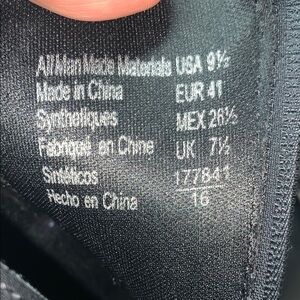 All Man Made Materials USA 9½
Made in China EUR 41
Synthetiques MEX 26½
Fabriqué en Chine UK 7½
Sintéticos 177841
Hecho en China 16